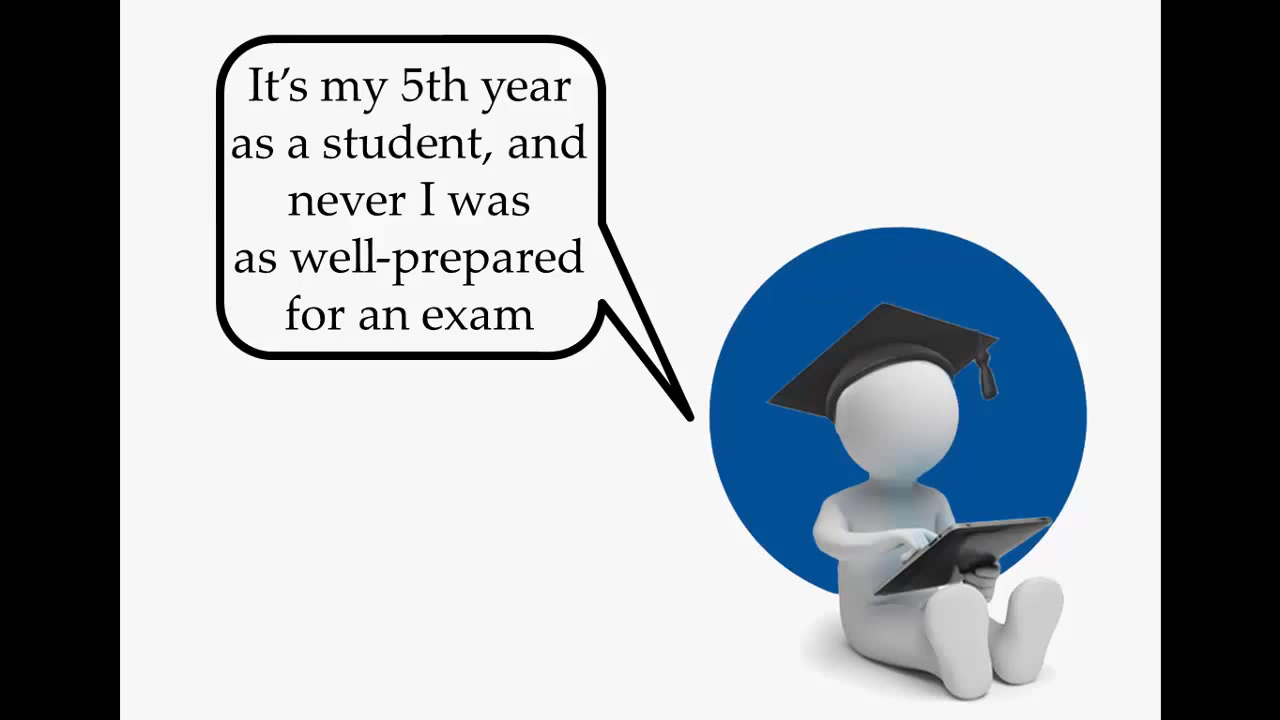 It’s my 5th year
as a student, and
never I was
as well-prepared
for an exam